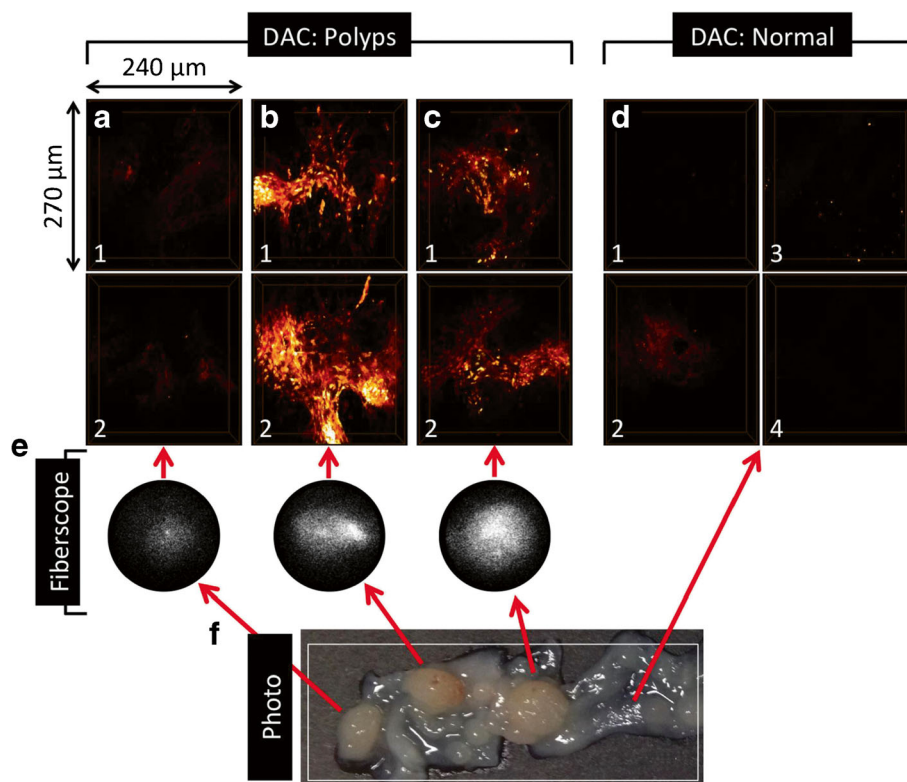 DAC: Polyps
DAC: Normal
240 μm
270 μm
a b c d
1 1 1 1 3
2 2 2 2 4
e
Fiberscope
f
Photo